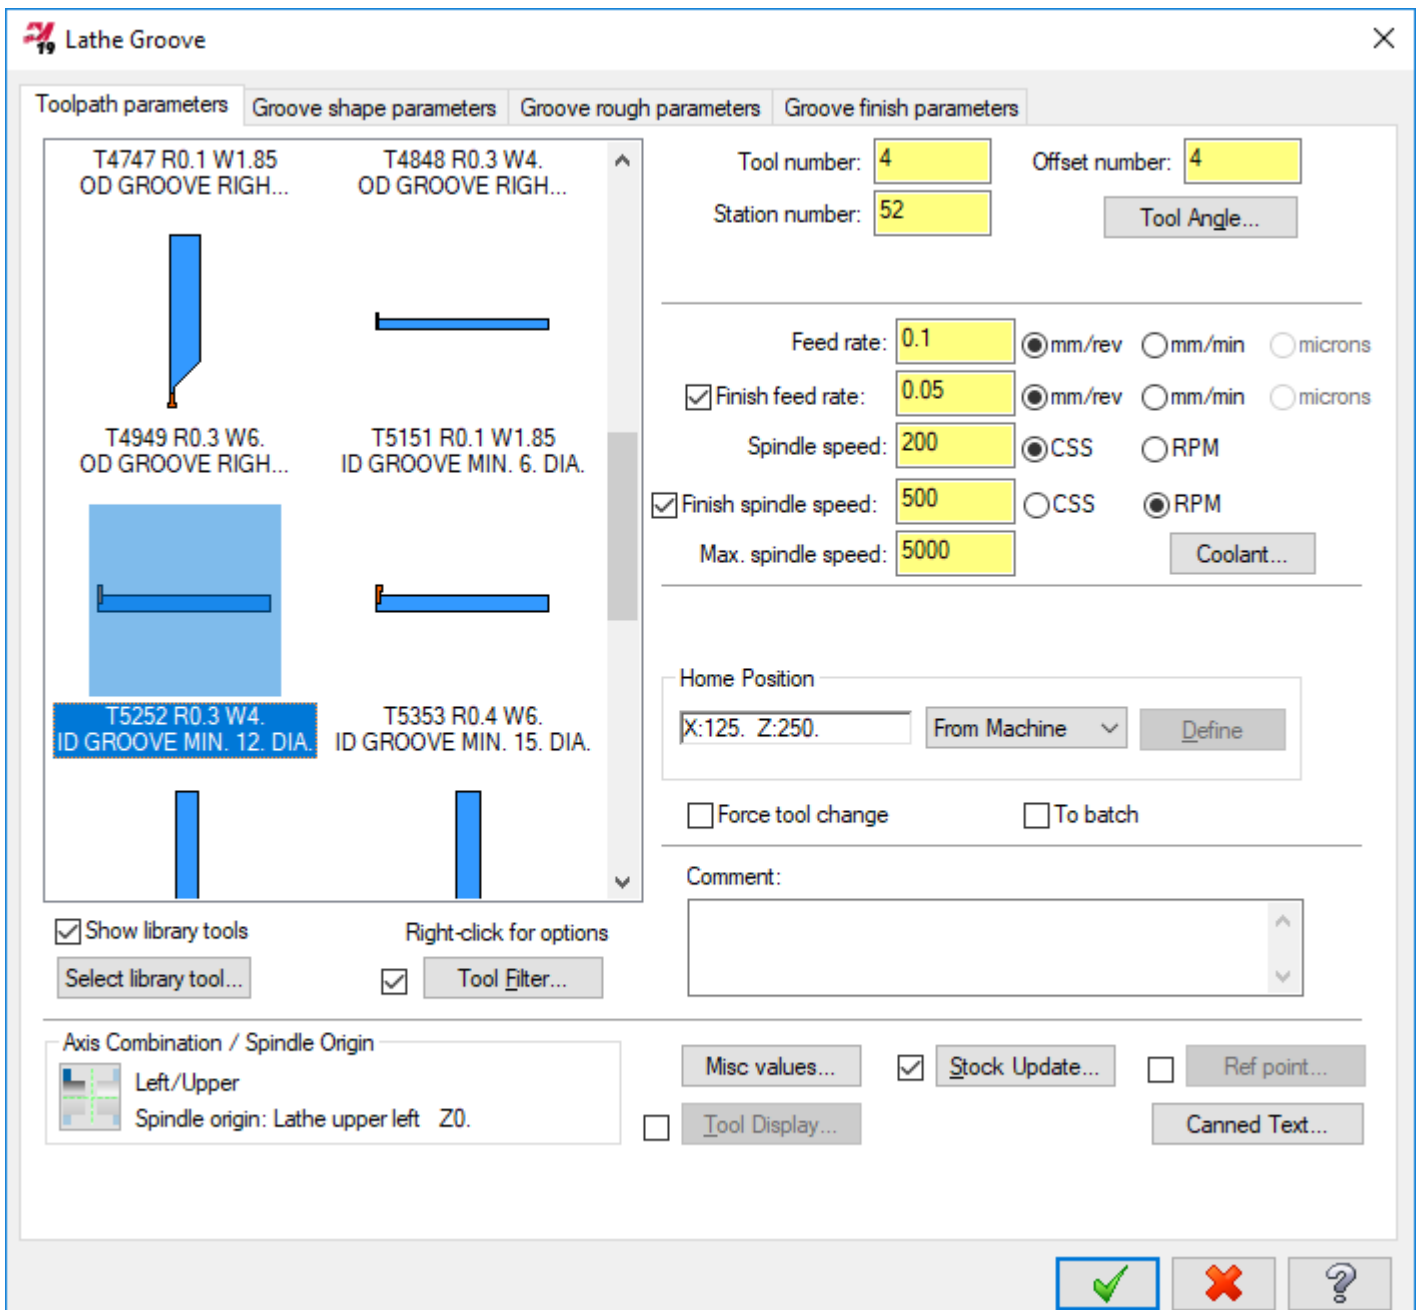 19 Lathe Groove
Toolpath parameters Groove shape parameters Groove rough parameters Groove finish parameters
T4747 R0.1 W1.85
OD GROOVE RIGH...
T4848 R0.3 W4.
OD GROOVE RIGH...
T4949 R0.3 W6.
OD GROOVE RIGH...
T5151 R0.1 W1.85
ID GROOVE MIN. 6. DIA.
T5252 R0.3 W4.
ID GROOVE MIN. 12. DIA.
T5353 R0.4 W6.
ID GROOVE MIN. 15. DIA.
Show library tools
Right-click for options
Select library tool...
Tool Filter...
Tool number: 4 Offset number: 4
Station number: 52 Tool Angle...
Feed rate: 0.1 mm/rev mm/min microns
Finish feed rate: 0.05 mm/rev mm/min microns
Spindle speed: 200 CSS RPM
Finish spindle speed: 500 CSS RPM
Max. spindle speed: 5000 Coolant...
Home Position
X:125. Z:250. From Machine Define
Force tool change To batch
Comment:
Axis Combination / Spindle Origin
Left/Upper
Spindle origin: Lathe upper left Z0.
Misc values... Stock Update... Ref point...
Tool Display... Canned Text...